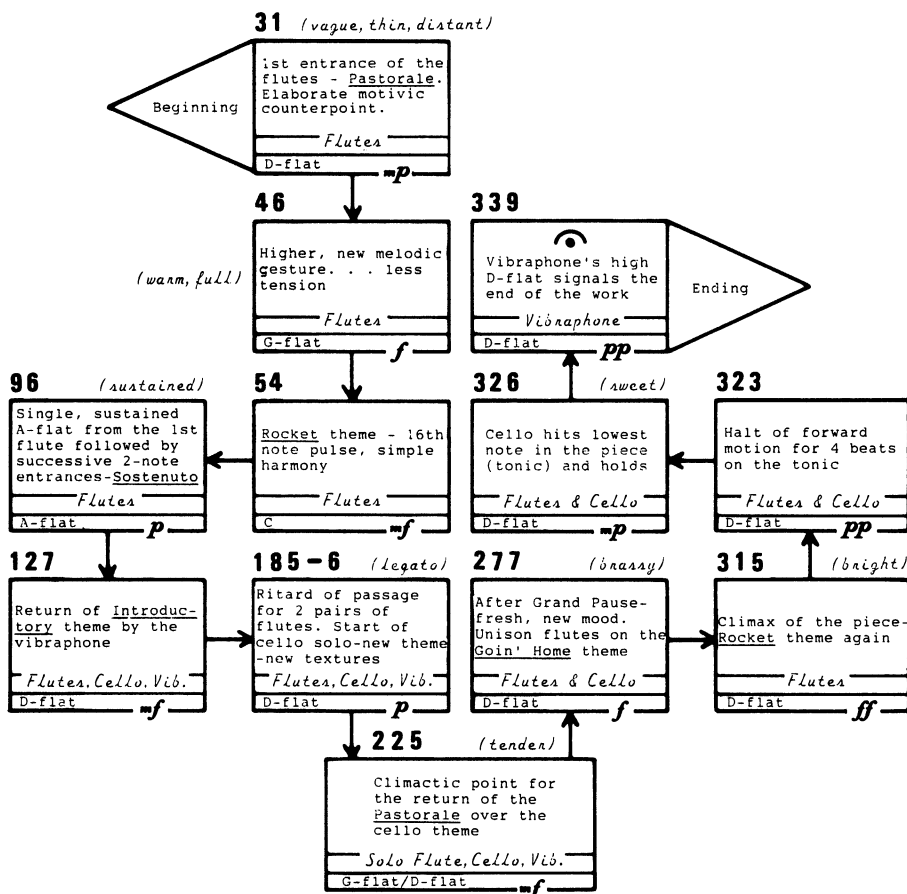 31 (vague, thin, distant)
1st entrance of the
flutes - Pastorale.
Elaborate motivic
counterpoint.
Beginning
Flutes
D-flat mp
46
(warm, full)
Higher, new melodic
gesture. . . less
tension
Flutes
G-flat f
54
Rocket theme - 16th
note pulse, simple
harmony
Flutes
C mf
96 (sustained)
Single, sustained
A-flat from the 1st
flute followed by
successive 2-note
entrances-Sostenuto
Flutes
A-flat p
127
Return of Introduc-
tory theme by the
vibraphone
Flutes, Cello, Vib.
D-flat mf
185-6 (legato)
Ritard of passage
for 2 pairs of
flutes. Start of
cello solo-new theme
-new textures
Flutes, Cello, Vib.
D-flat p
225 (tender)
Climactic point for
the return of the
Pastorale over the
cello theme
Solo Flute, Cello, Vib.
G-flat/D-flat mf
277 (brassy)
After Grand Pause-
fresh, new mood.
Unison flutes on the
Goin' Home theme
Flutes & Cello
D-flat f
315 (bright)
Climax of the piece-
Rocket theme again
Flutes
D-flat ff
323
Halt of forward
motion for 4 beats
on the tonic
Flutes & Cello
D-flat pp
326 (sweet)
Cello hits lowest
note in the piece
(tonic) and holds
Flutes & Cello
D-flat mp
339
Vibraphone's high
D-flat signals the
end of the work
Vibraphone
D-flat pp
Ending